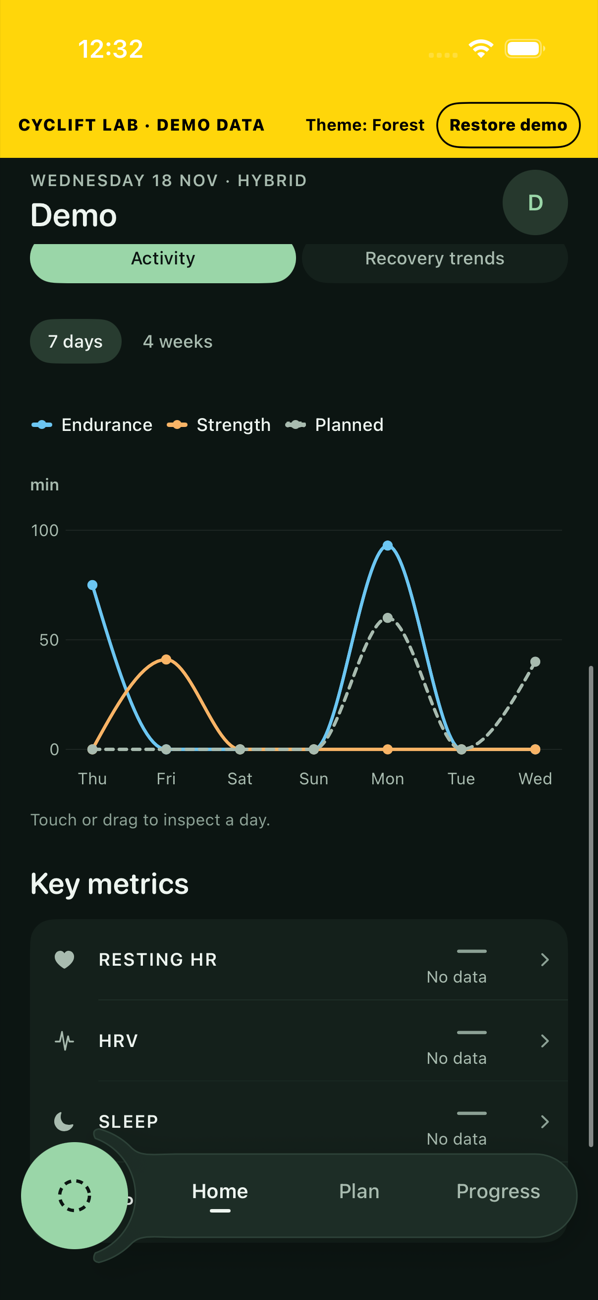 12:32
CYCLIFT LAB · DEMO DATA Theme: Forest Restore demo
WEDNESDAY 18 NOV · HYBRID
Demo
D
Activity Recovery trends
7 days 4 weeks
Endurance Strength Planned
min
100
50
0
Thu Fri Sat Sun Mon Tue Wed
Touch or drag to inspect a day.
Key metrics
RESTING HR
No data
HRV
No data
SLEEP
No data
Home Plan Progress